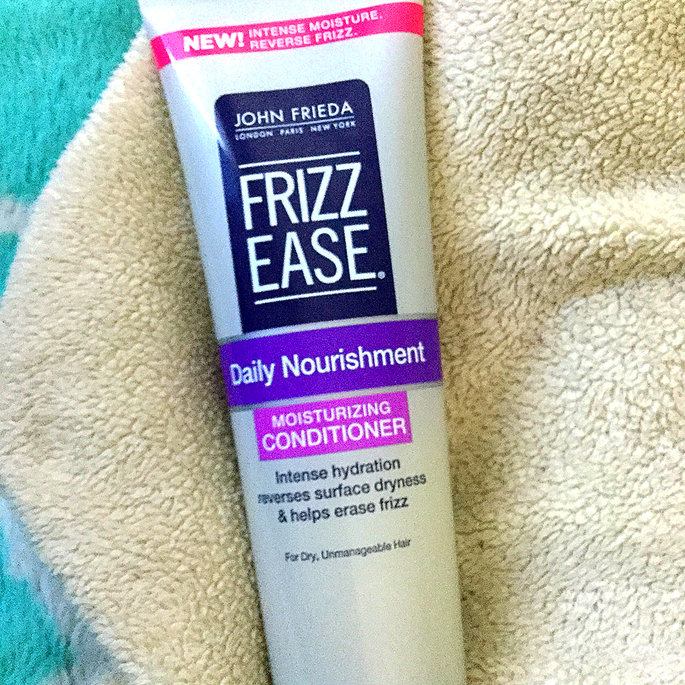 NEW! INTENSE MOISTURE.
REVERSE FRIZZ.
JOHN FRIEDA
LONDON PARIS NEW YORK
FRIZZ
EASE®
Daily Nourishment
MOISTURIZING
CONDITIONER
Intense hydration
reverses surface dryness
& helps erase frizz
For Dry, Unmanageable Hair